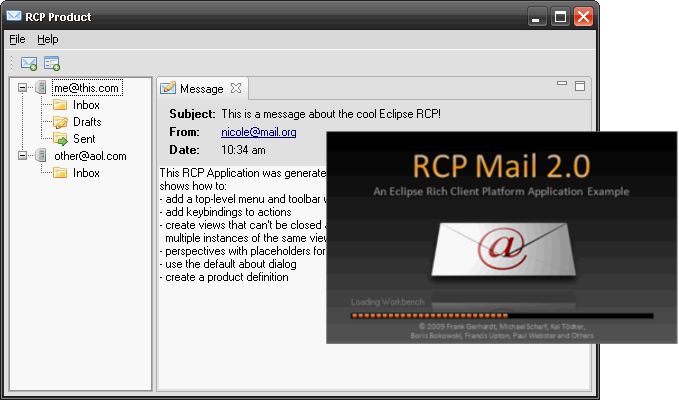 RCP Product
File Help
me@this.com
Inbox
Drafts
Sent
other@aol.com
Inbox
Message
Subject: This is a message about the cool Eclipse RCP!
From: nicole@mail.org
Date: 10:34 am
This RCP Application was generate
shows how to:
- add a top-level menu and toolbar
- add keybindings to actions
- create views that can't be closed
multiple instances of the same view
- perspectives with placeholders for
- use the default about dialog
- create a product definition
RCP Mail 2.0
An Eclipse Rich Client Platform Application Example
@
Loading Workbench
© 2009 Frank Gerhardt, Michael Scharf, Kai Tödter,
Boris Bokowski, Francis Upton, Paul Webster and Others